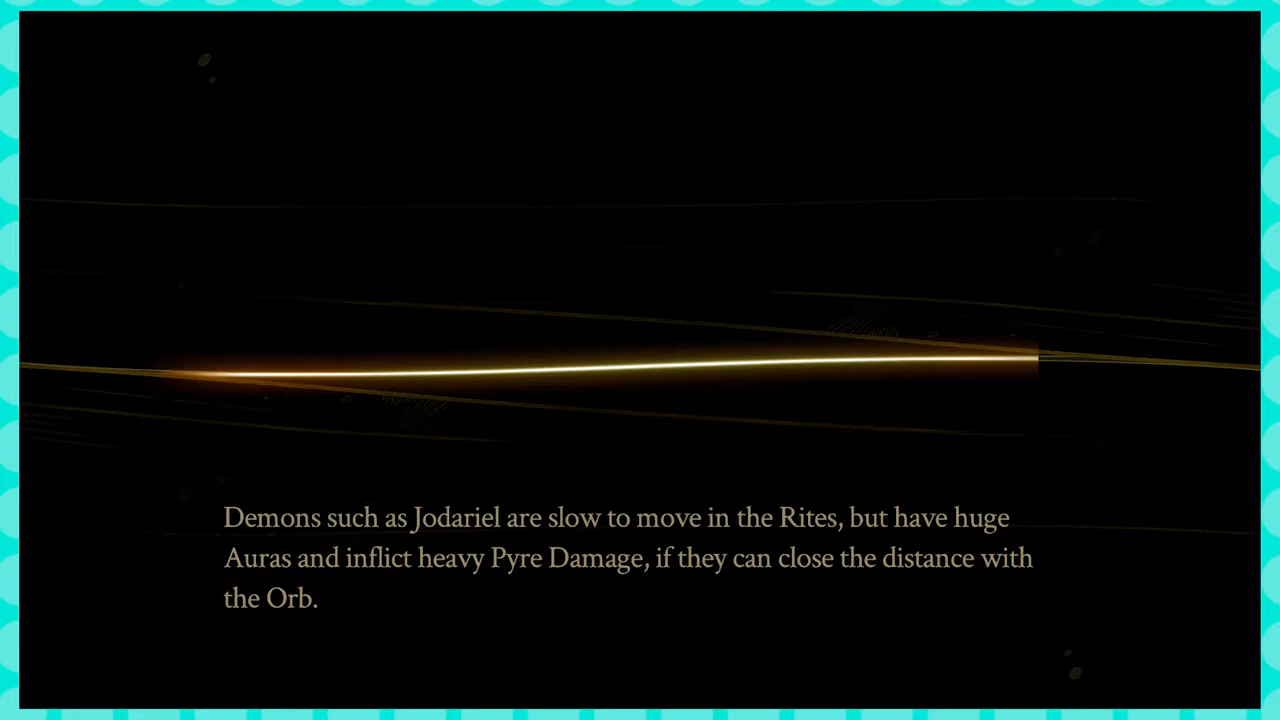 Demons such as Jodariel are slow to move in the Rites, but have huge
Auras and inflict heavy Pyre Damage, if they can close the distance with
the Orb.